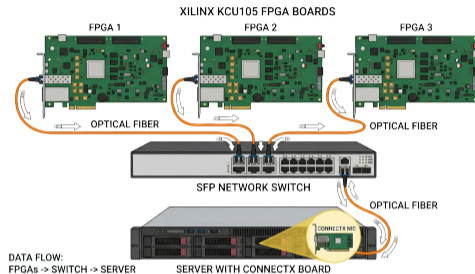 XILINX KCU105 FPGA BOARDS
FPGA 1
FPGA 2
FPGA 3
OPTICAL FIBER
OPTICAL FIBER
SFP NETWORK SWITCH
OPTICAL FIBER
CONNECTX NIC
DATA FLOW:
FPGAs -> SWITCH -> SERVER
SERVER WITH CONNECTX BOARD